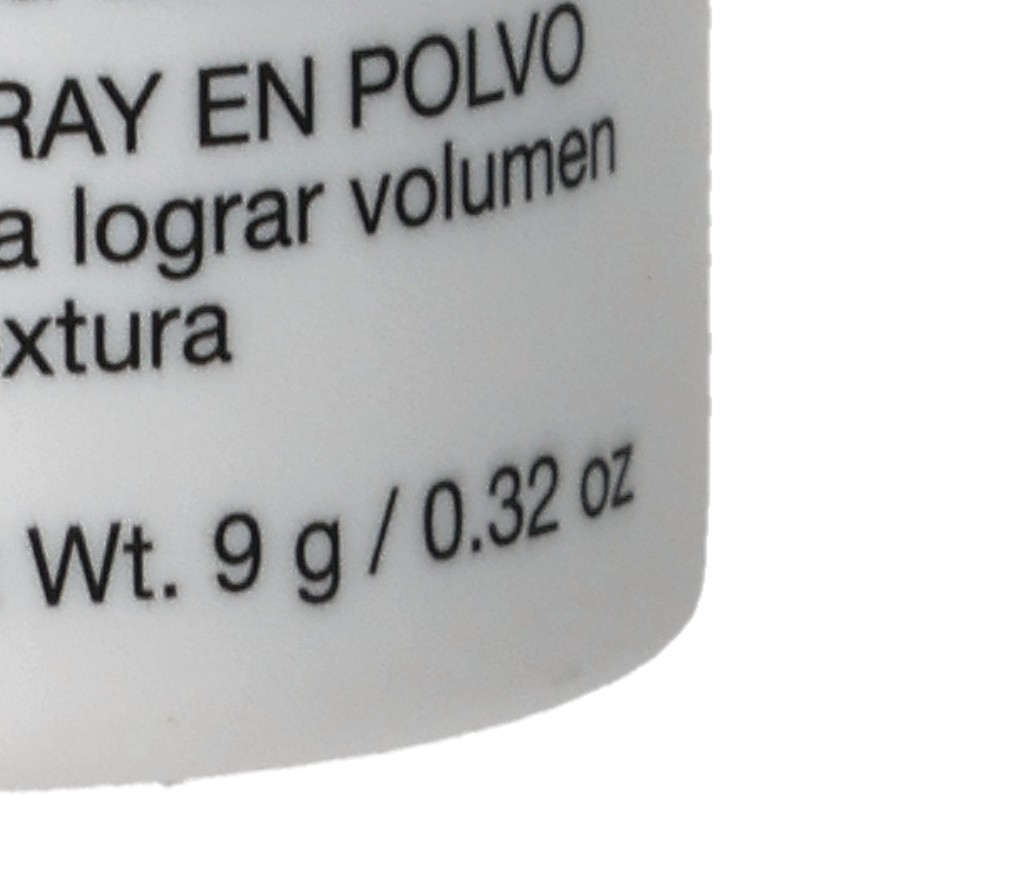 RAY EN POLVO
a lograr volumen
xtura
Wt. 9 g / 0.32 oz